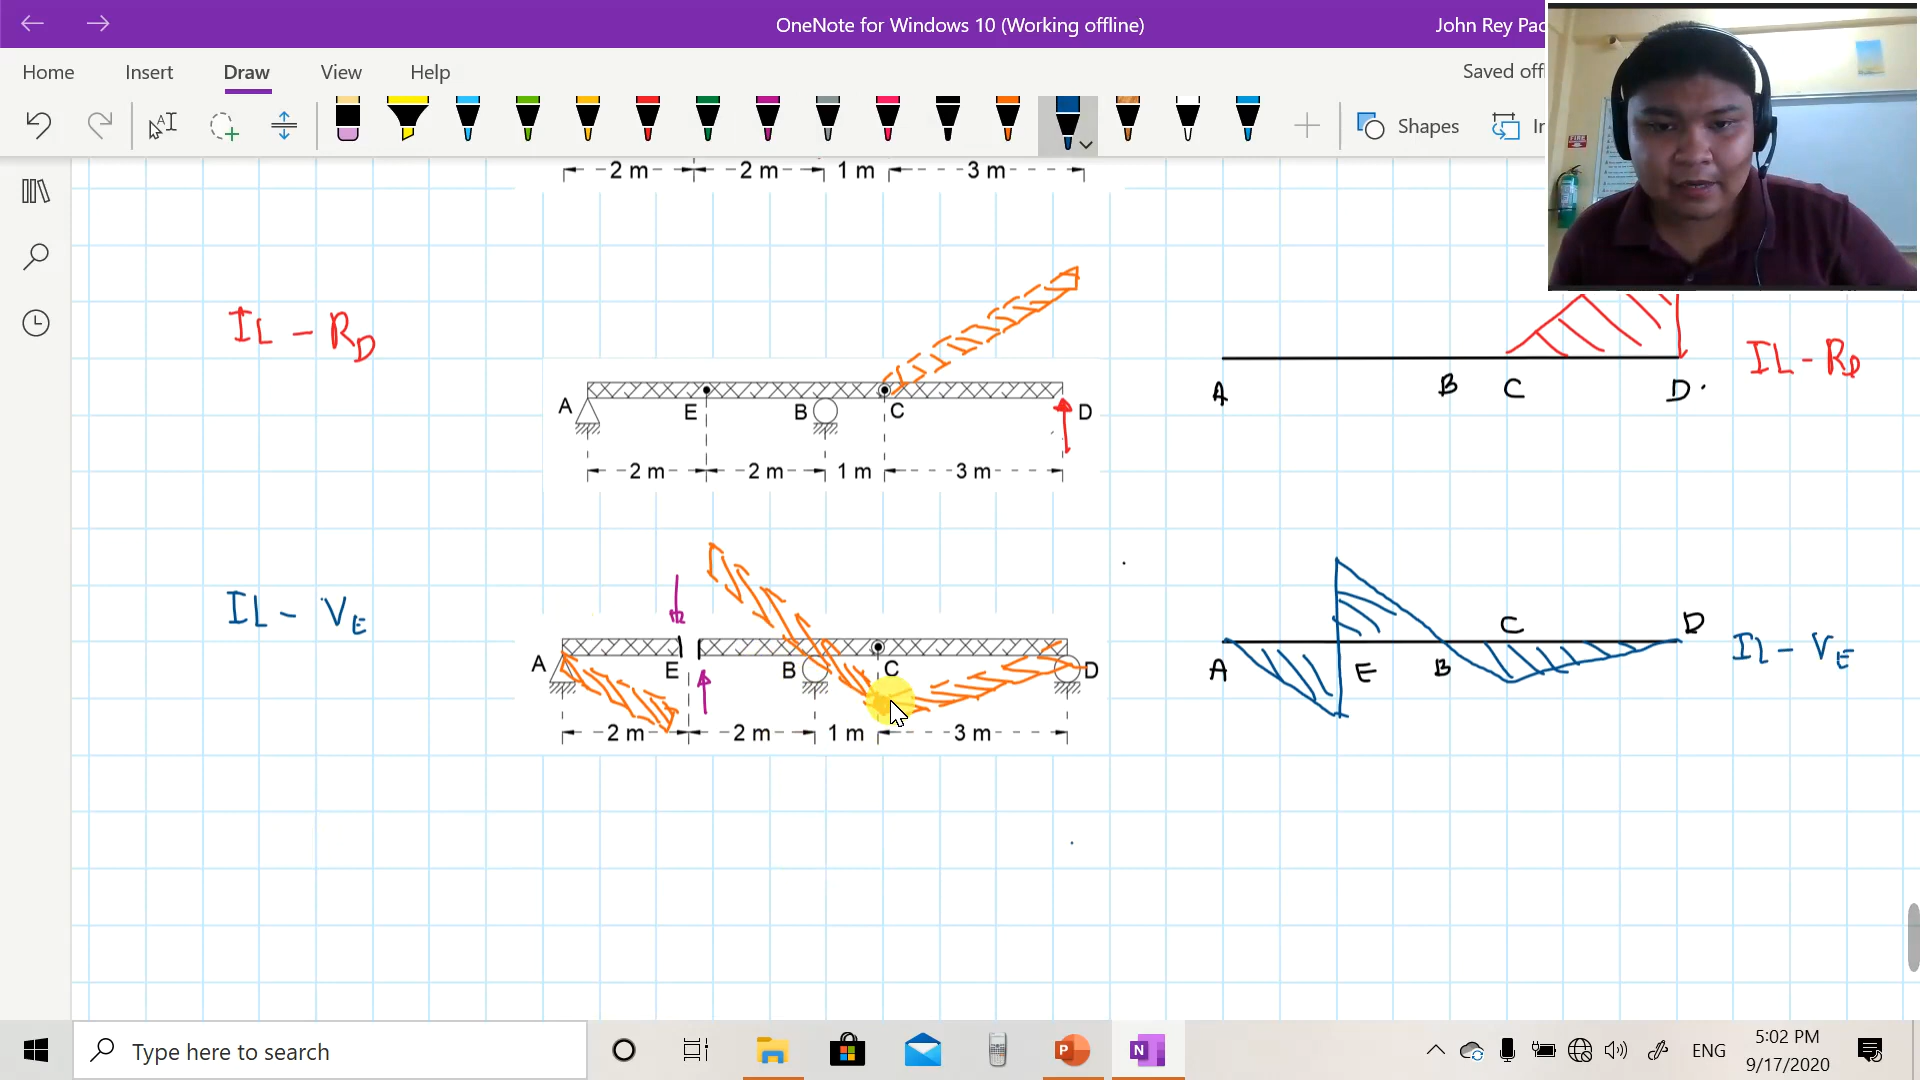 OneNote for Windows 10 (Working offline)
John Rey Pac
Home Insert Draw View Help
Saved off
Shapes
In
2 m 2 m 1 m 3 m
IL - RD
A E B C D
2 m 2 m 1 m 3 m
A B C D
IL - RD
FIRE
IL - VE
A E B C D
2 m 2 m 1 m 3 m
C D
A E B
IL - VE
Type here to search
P
N
ENG
5:02 PM
9/17/2020